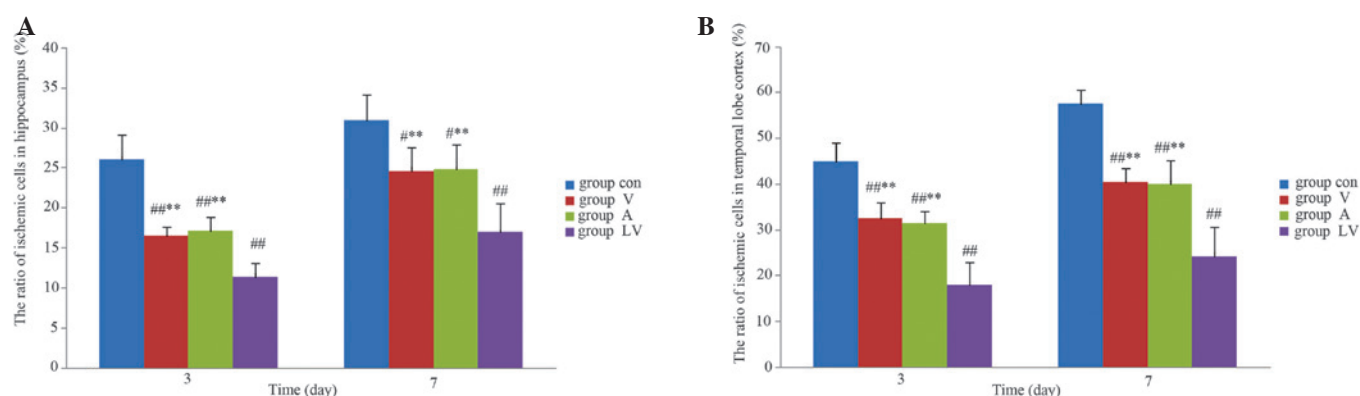 A
The ratio of ischemic cells in hippocampus (%)
40
35
30
25
20
15
10
5
0
##**
##**
##
#**
#**
##
3
7
Time (day)
group con
group V
group A
group LV
B
The ratio of ischemic cells in temporal lobe cortex (%)
70
60
50
40
30
20
10
0
##**
##**
##
##**
##**
##
3
7
Time (day)
group con
group V
group A
group LV